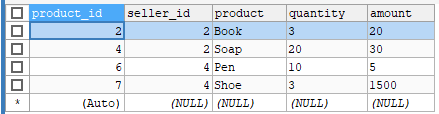 product_id seller_id product quantity amount
2 2 Book 3 20
4 2 Soap 20 30
6 4 Pen 10 5
7 4 Shoe 3 1500
* (Auto) (NULL) (NULL) (NULL) (NULL)